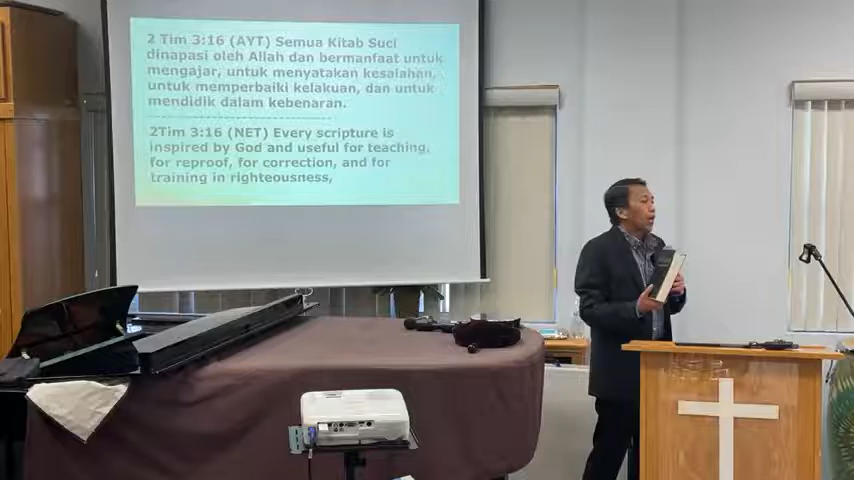 2 Tim 3:16 (AYT) Semua Kitab Suci
dinapasi oleh Allah dan bermanfaat untuk
mengajar, untuk menyatakan kesalahan,
untuk memperbaiki kelakuan, dan untuk
mendidik dalam kebenaran.
2Tim 3:16 (NET) Every scripture is
inspired by God and useful for teaching,
for reproof, for correction, and for
training in righteousness,